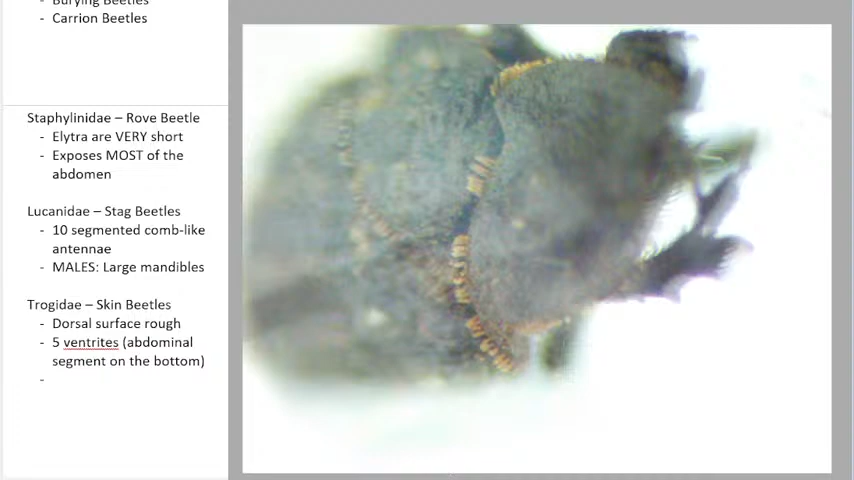 Burying Beetles
- Carrion Beetles
Staphylinidae – Rove Beetle
- Elytra are VERY short
- Exposes MOST of the
abdomen
Lucanidae – Stag Beetles
- 10 segmented comb-like
antennae
- MALES: Large mandibles
Trogidae – Skin Beetles
- Dorsal surface rough
- 5 ventrites (abdominal
segment on the bottom)
-